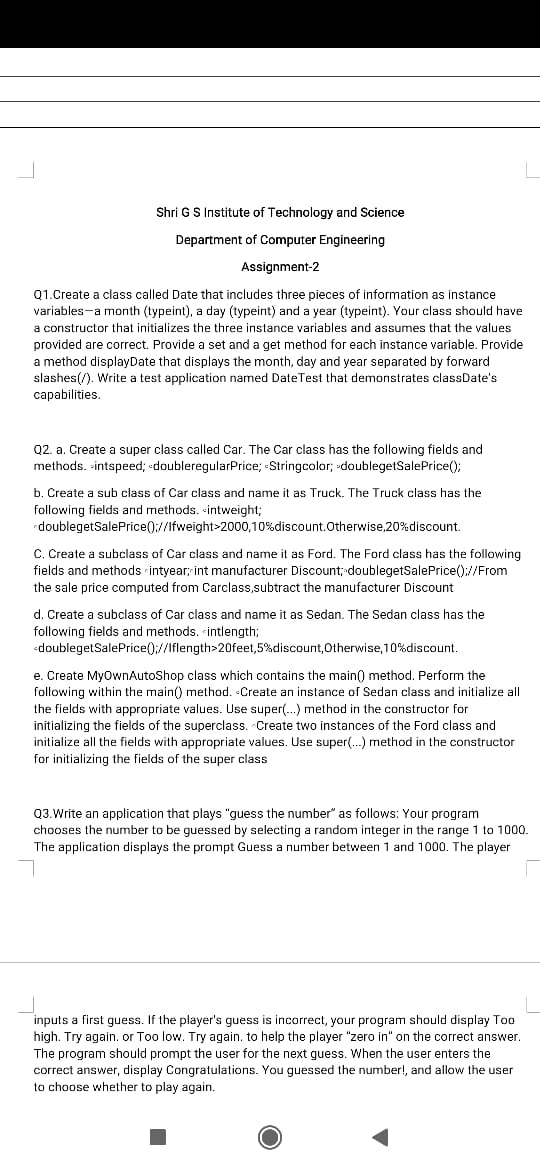 Shri G S Institute of Technology and Science
Department of Computer Engineering
Assignment-2
Q1.Create a class called Date that includes three pieces of information as instance
variables—a month (typeint), a day (typeint) and a year (typeint). Your class should have
a constructor that initializes the three instance variables and assumes that the values
provided are correct. Provide a set and a get method for each instance variable. Provide
a method displayDate that displays the month, day and year separated by forward
slashes(/). Write a test application named DateTest that demonstrates classDate's
capabilities.
Q2. a. Create a super class called Car. The Car class has the following fields and
methods. ◦intspeed; ◦doubleregularPrice; ◦Stringcolor; ◦doublegetSalePrice();
b. Create a sub class of Car class and name it as Truck. The Truck class has the
following fields and methods. ◦intweight;
◦doublegetSalePrice();//Ifweight>2000,10%discount.Otherwise,20%discount.
C. Create a subclass of Car class and name it as Ford. The Ford class has the following
fields and methods ◦intyear;◦int manufacturer Discount;◦doublegetSalePrice();//From
the sale price computed from Carclass,subtract the manufacturer Discount
d. Create a subclass of Car class and name it as Sedan. The Sedan class has the
following fields and methods. ◦intlength;
◦doublegetSalePrice();//Iflength>20feet,5%discount,Otherwise,10%discount.
e. Create MyOwnAutoShop class which contains the main() method. Perform the
following within the main() method. ◦Create an instance of Sedan class and initialize all
the fields with appropriate values. Use super(...) method in the constructor for
initializing the fields of the superclass. ◦Create two instances of the Ford class and
initialize all the fields with appropriate values. Use super(...) method in the constructor
for initializing the fields of the super class
Q3.Write an application that plays “guess the number” as follows: Your program
chooses the number to be guessed by selecting a random integer in the range 1 to 1000.
The application displays the prompt Guess a number between 1 and 1000. The player
inputs a first guess. If the player's guess is incorrect, your program should display Too
high. Try again. or Too low. Try again. to help the player “zero in” on the correct answer.
The program should prompt the user for the next guess. When the user enters the
correct answer, display Congratulations. You guessed the number!, and allow the user
to choose whether to play again.